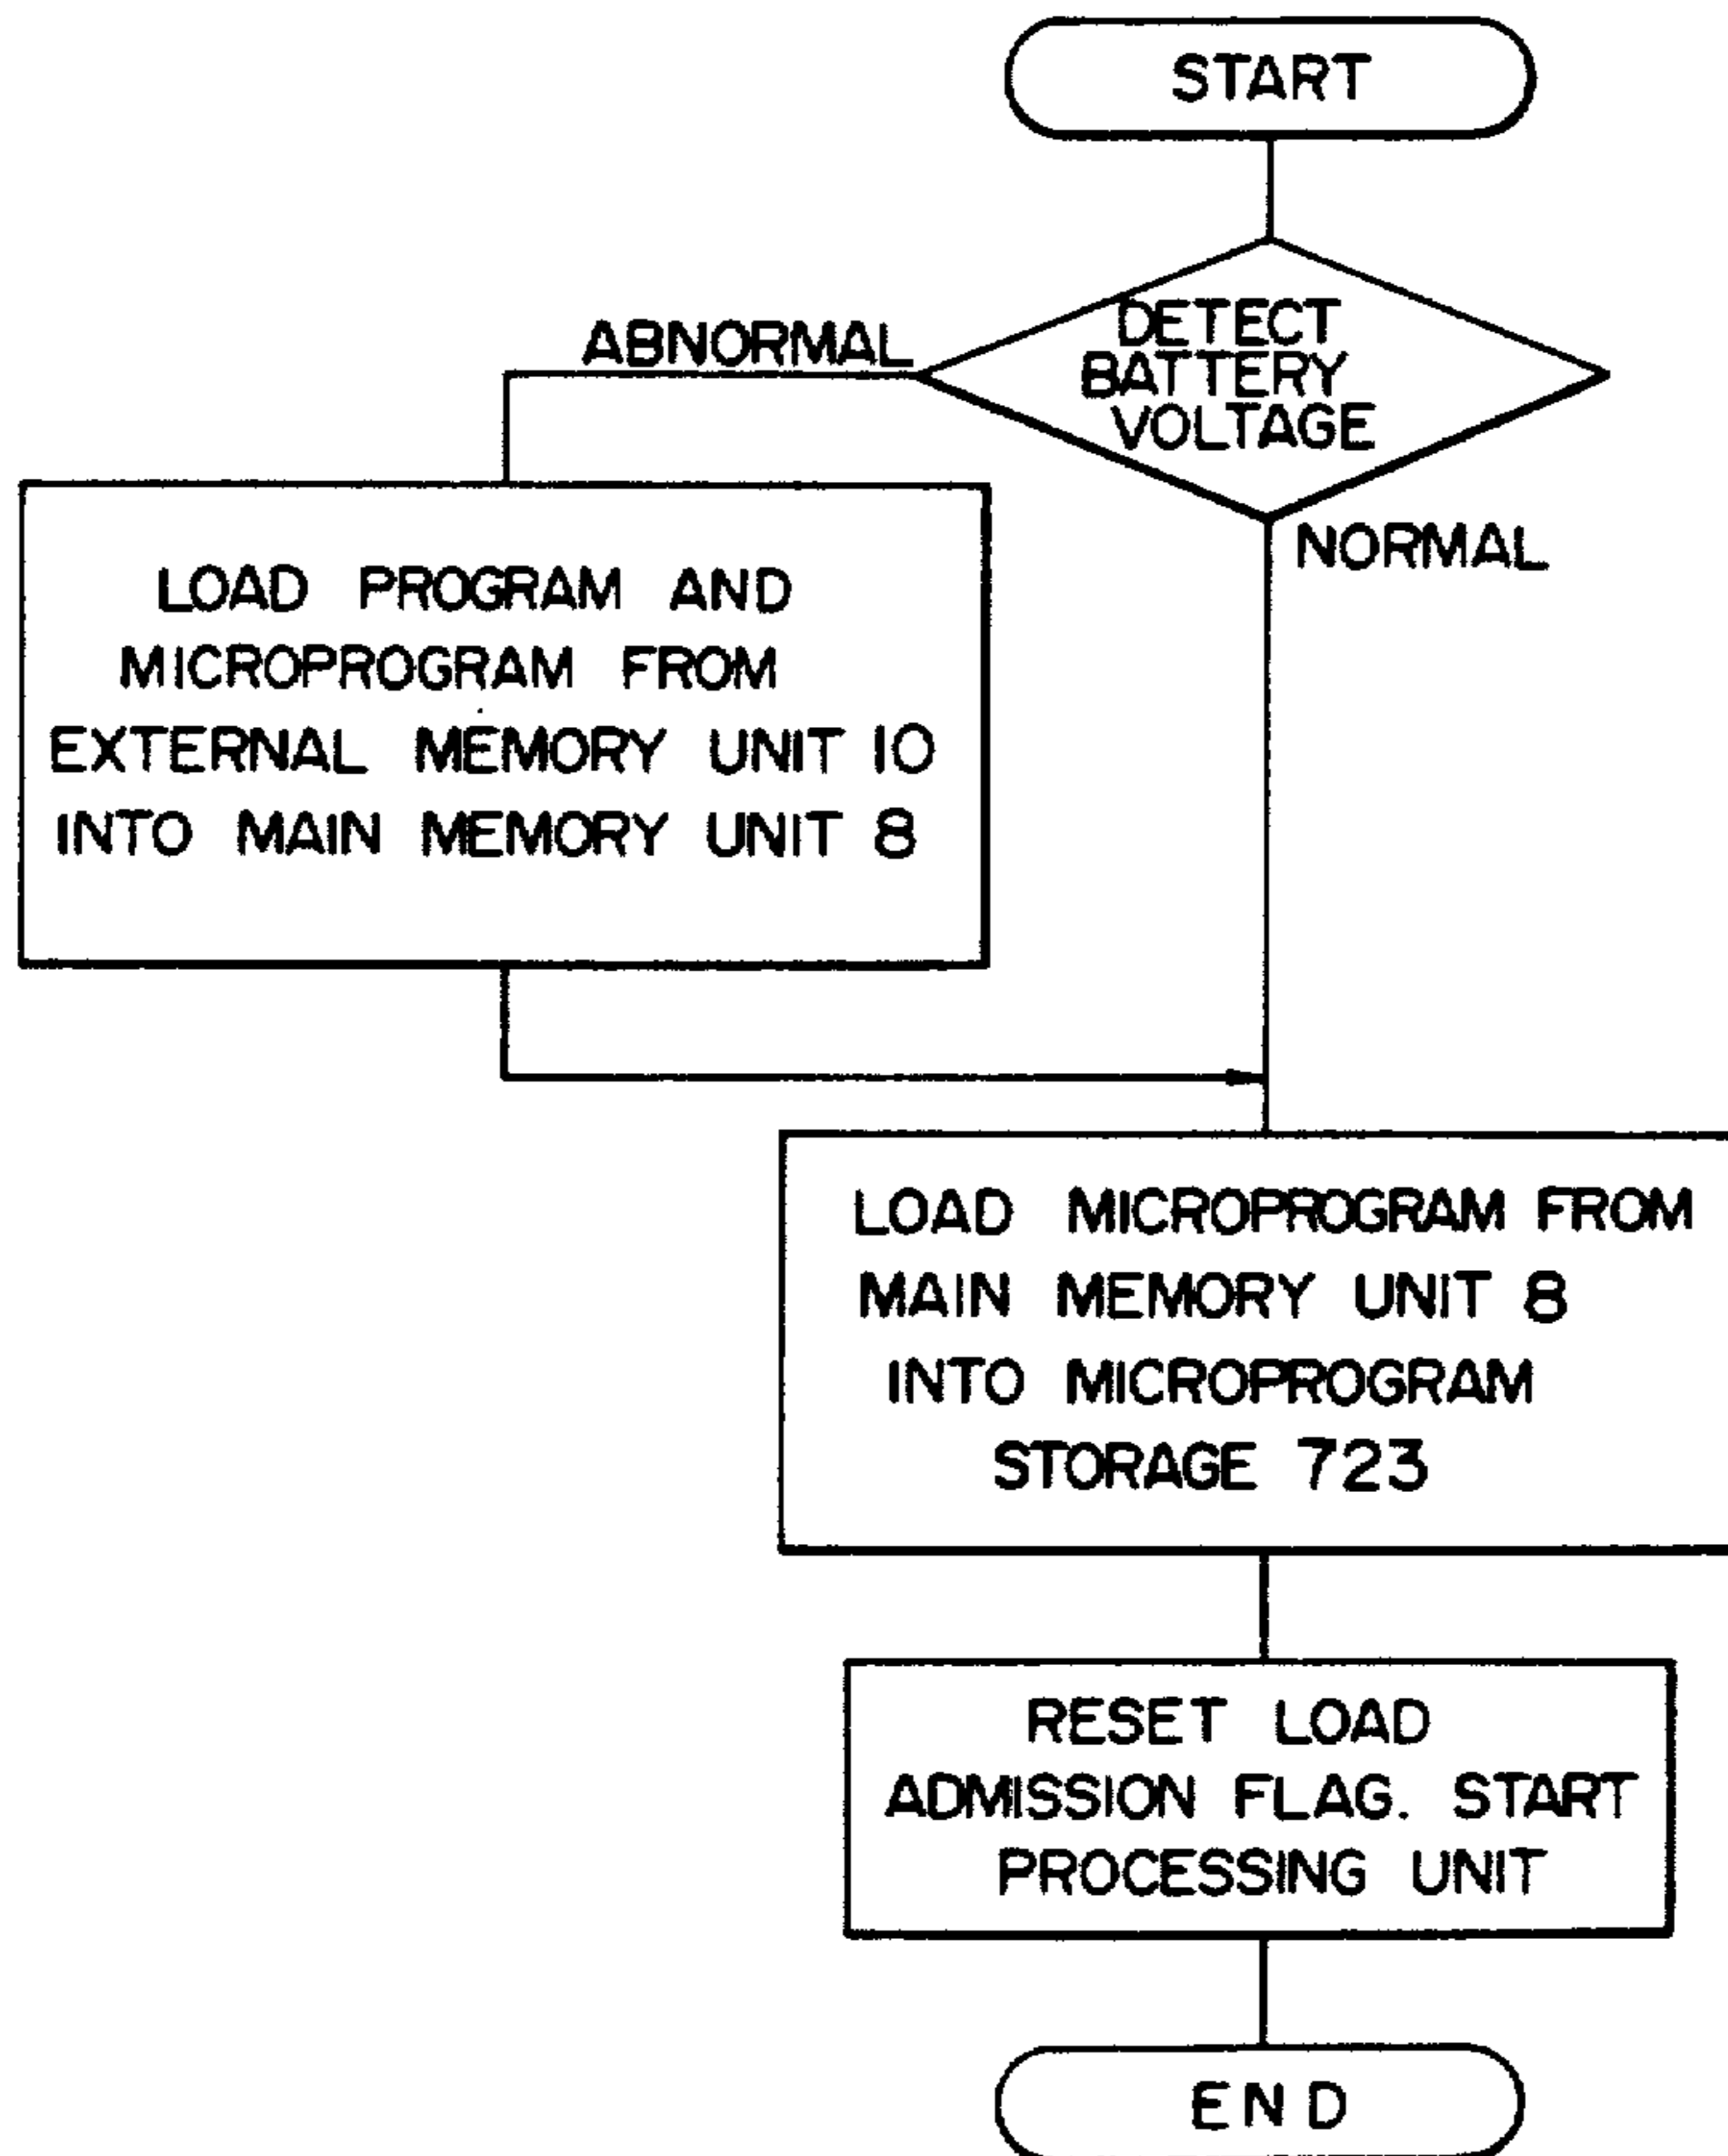 START
DETECT
BATTERY
VOLTAGE
ABNORMAL
NORMAL
LOAD PROGRAM AND
MICROPROGRAM FROM
EXTERNAL MEMORY UNIT 10
INTO MAIN MEMORY UNIT 8
LOAD MICROPROGRAM FROM
MAIN MEMORY UNIT 8
INTO MICROPROGRAM
STORAGE 723
RESET LOAD
ADMISSION FLAG. START
PROCESSING UNIT
END